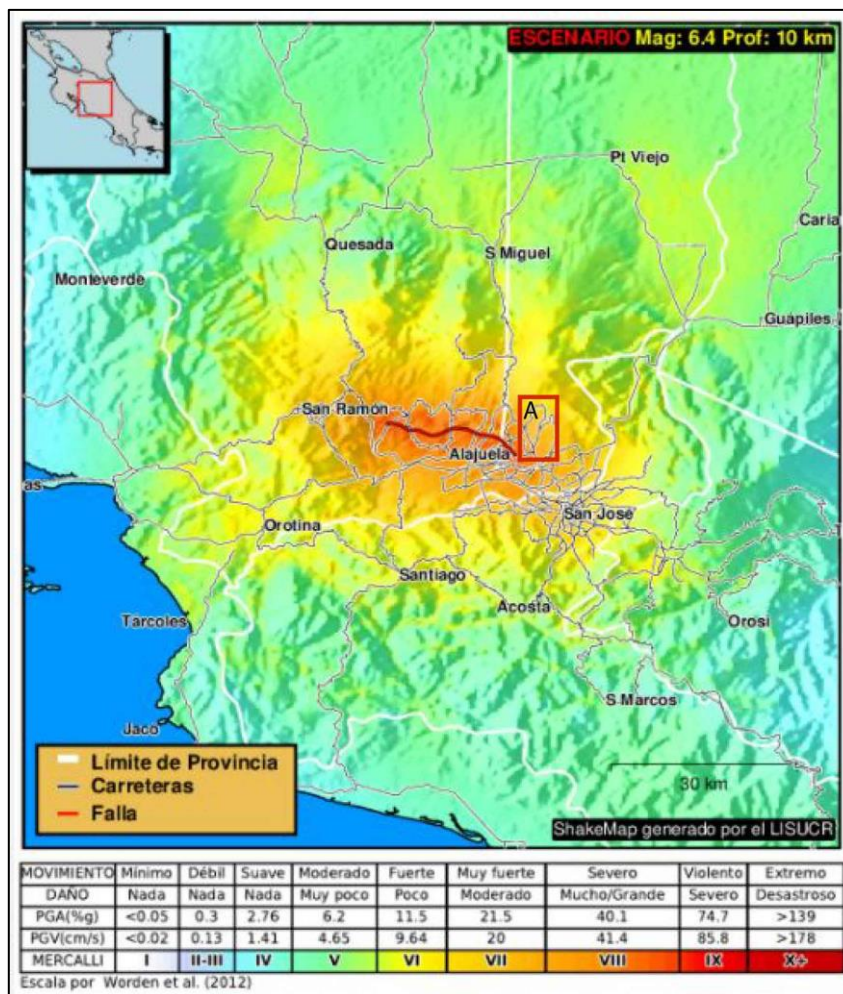 ESCENARIO Mag: 6.4 Prof: 10 km
Pt Viejo
Caria
Quesada
S Miguel
Monteverde
Guapiles
A
San Ramón
Alajuela
as
San José
Orotina
Santiago
Acosta
Tarcoles
Orosi
S Marcos
Jaco
Límite de Provincia
Carreteras
Falla
30 km
ShakeMap generado por el LISUCR
MOVIMIENTO Mínimo Débil Suave Moderado Fuerte Muy fuerte Severo Violento Extremo
DAÑO Nada Nada Nada Muy poco Poco Moderado Mucho/Grande Severo Desastroso
PGA(%g) <0.05 0.3 2.76 6.2 11.5 21.5 40.1 74.7 >139
PGV(cm/s) <0.02 0.13 1.41 4.65 9.64 20 41.4 85.8 >178
MERCALLI I II-III IV V VI VII VIII IX X+
Escala por Worden et al. (2012)